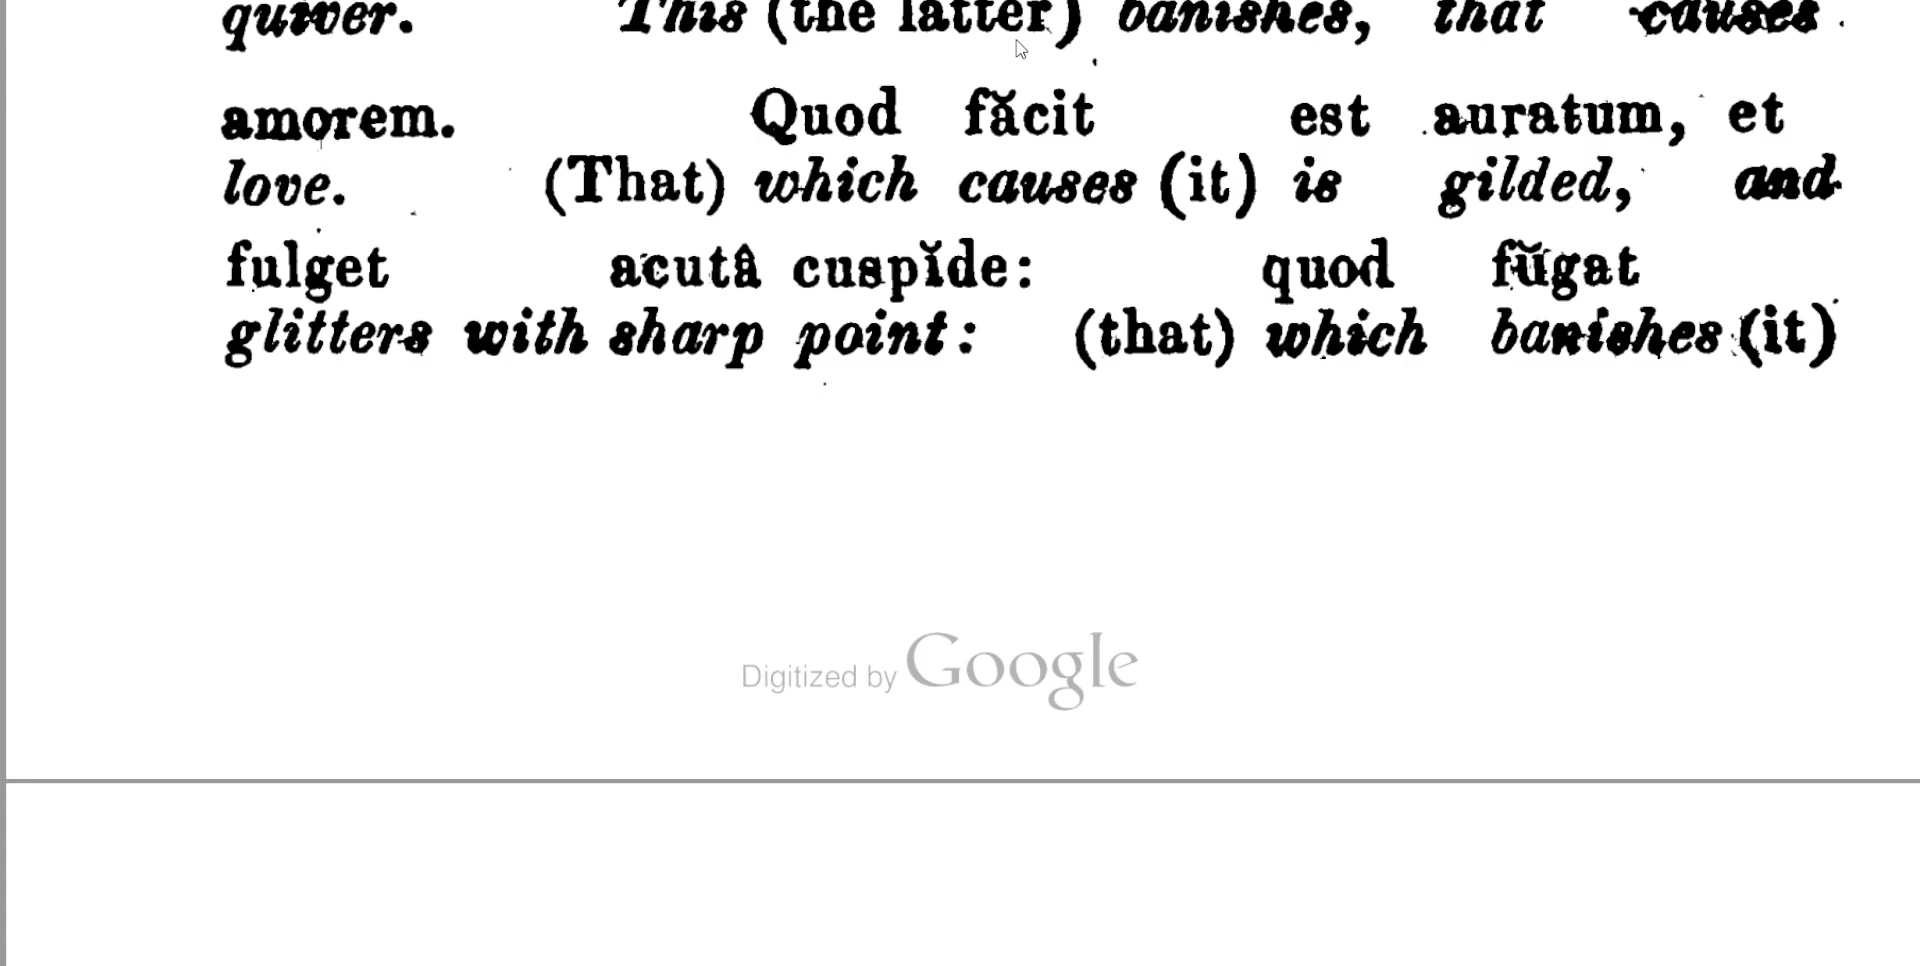 quiver. This (the latter) banishes, that causes
amorem. Quod făcit est auratum, et
love. (That) which causes (it) is gilded, and
fulget acutâ cuspĭde: quod fŭgat
glitters with sharp point: (that) which banishes (it)
Digitized by Google